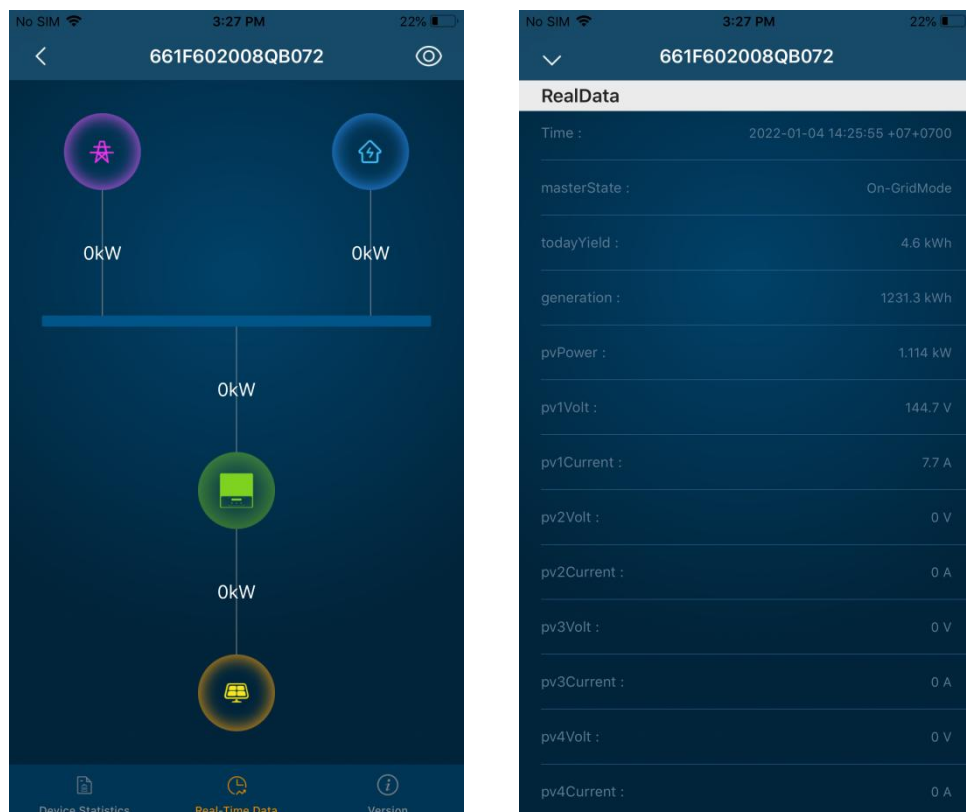 No SIM 3:27 PM 22%
661F602008QB072
0kW 0kW
0kW
0kW
Device Statistics Real-Time Data Version
No SIM 3:27 PM 22%
661F602008QB072
RealData
Time : 2022-01-04 14:25:55 +07+0700
masterState : On-GridMode
todayYield : 4.6 kWh
generation : 1231.3 kWh
pvPower : 1.114 kW
pv1Volt : 144.7 V
pv1Current : 7.7 A
pv2Volt : 0 V
pv2Current : 0 A
pv3Volt : 0 V
pv3Current : 0 A
pv4Volt : 0 V
pv4Current : 0 A